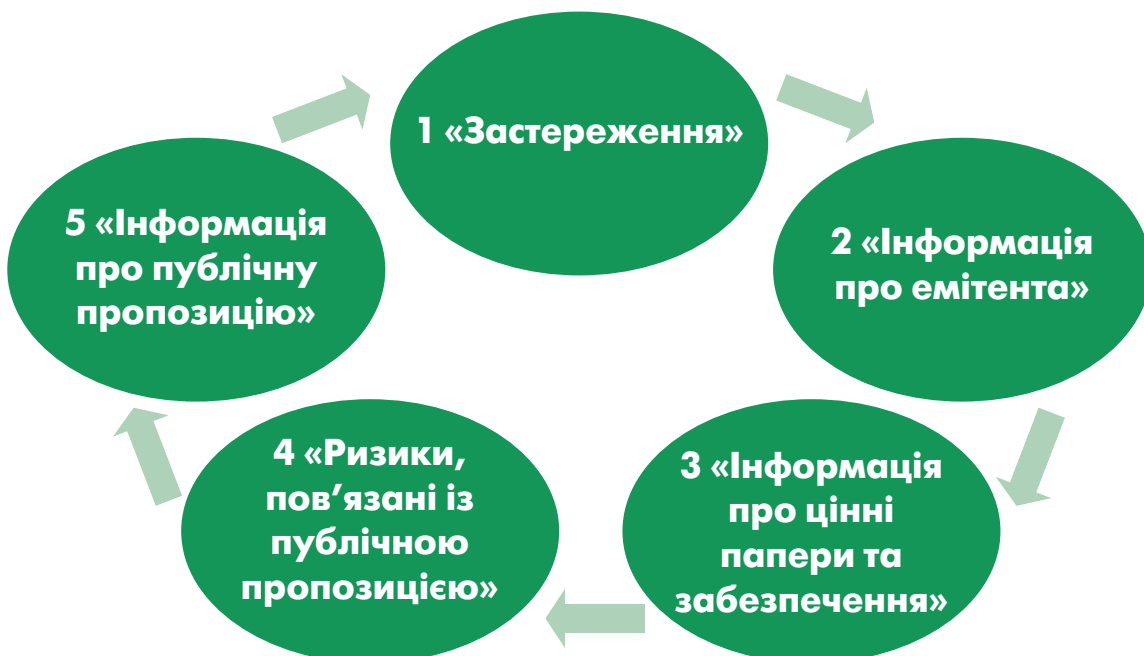 1 «Застереження»
2 «Інформація
про емітента»
3 «Інформація
про цінні
папери та
забезпечення»
4 «Ризики,
пов’язані із
публічною
пропозицією»
5 «Інформація
про публічну
пропозицію»